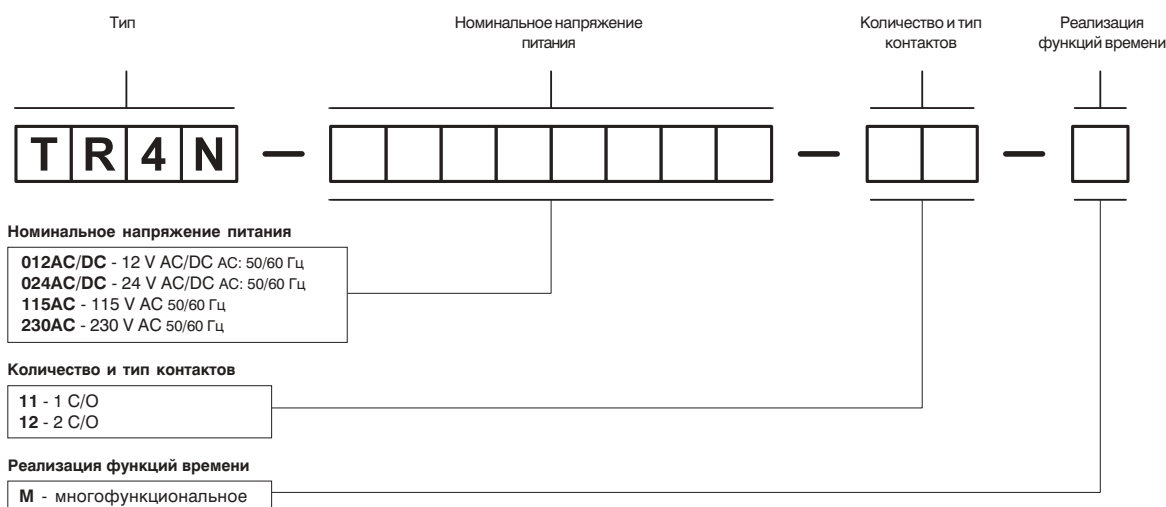 Тип
Номинальное напряжение
питания
Количество и тип
контактов
Реализация
функций времени
TR4N – – –
Номинальное напряжение питания
012AC/DC - 12 V AC/DC AC: 50/60 Гц
024AC/DC - 24 V AC/DC AC: 50/60 Гц
115AC - 115 V AC 50/60 Гц
230AC - 230 V AC 50/60 Гц
Количество и тип контактов
11 - 1 C/O
12 - 2 C/O
Реализация функций времени
M - многофункциональное